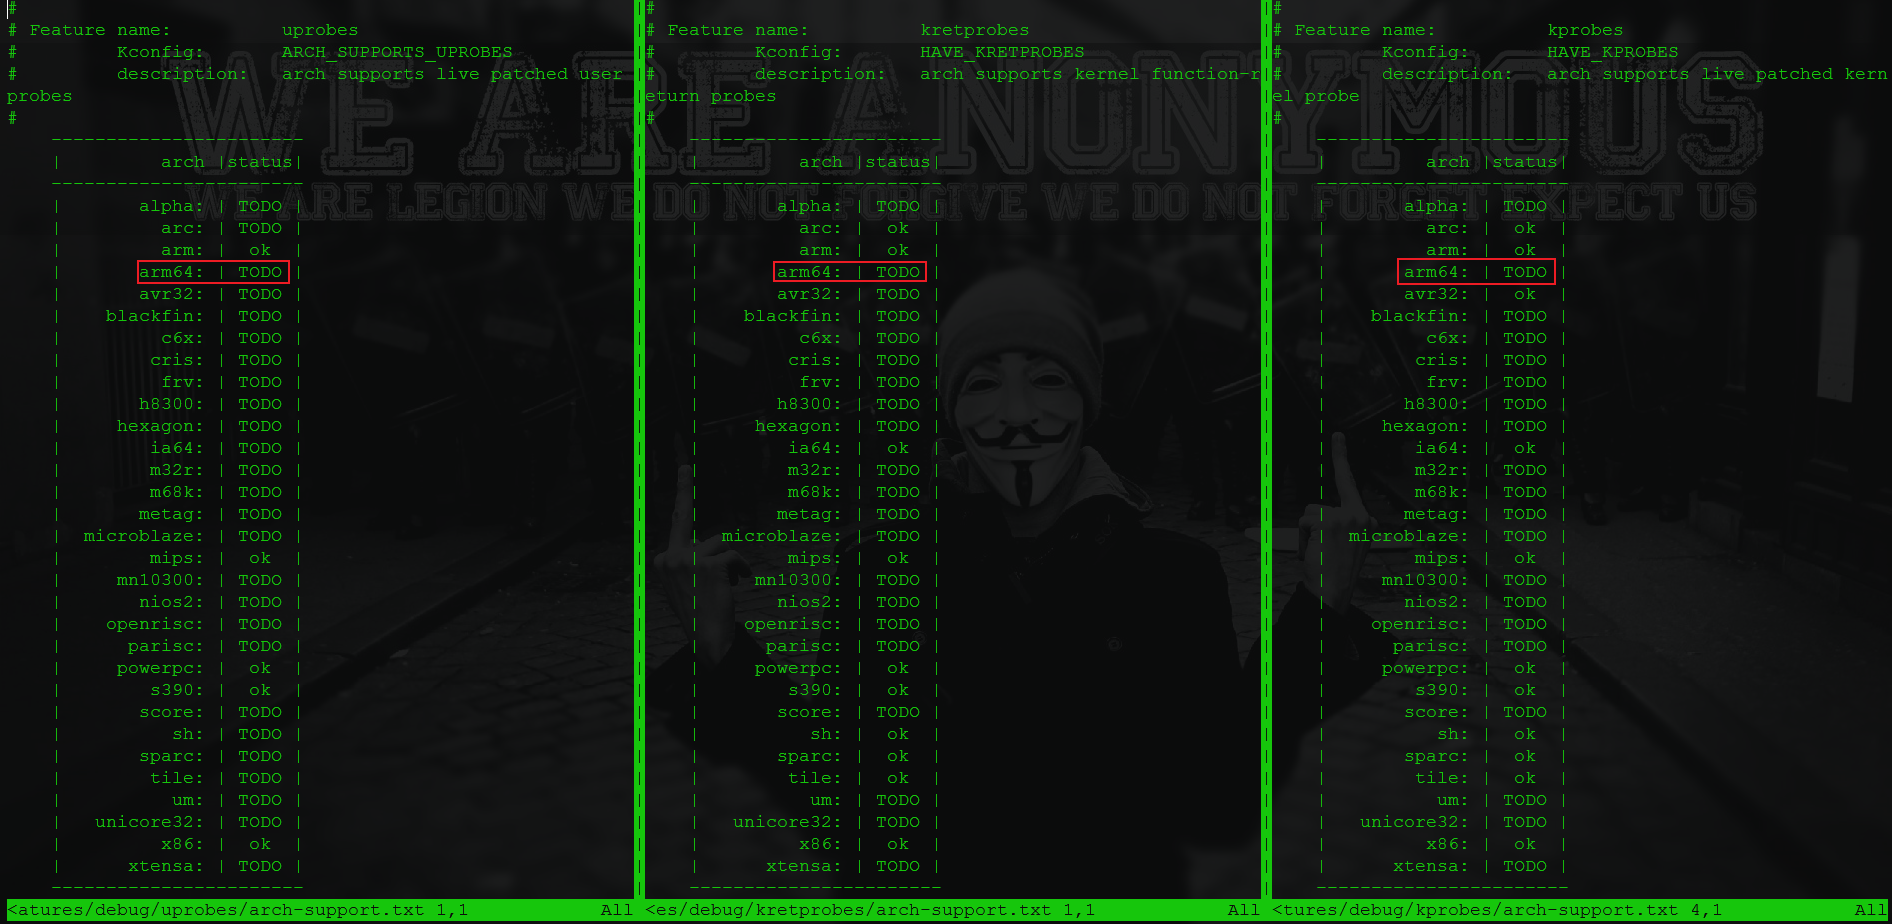 #
# Feature name:          uprobes
#         Kconfig:       ARCH_SUPPORTS_UPROBES
#         description:   arch supports live patched user
probes
#
-----------------------
|         arch |status|
-----------------------
|       alpha: | TODO |
|         arc: | TODO |
|         arm: |  ok  |
|       arm64: | TODO |
|       avr32: | TODO |
|    blackfin: | TODO |
|         c6x: | TODO |
|        cris: | TODO |
|         frv: | TODO |
|       h8300: | TODO |
|     hexagon: | TODO |
|        ia64: | TODO |
|        m32r: | TODO |
|        m68k: | TODO |
|       metag: | TODO |
|  microblaze: | TODO |
|        mips: |  ok  |
|     mn10300: | TODO |
|       nios2: | TODO |
|    openrisc: | TODO |
|      parisc: | TODO |
|     powerpc: |  ok  |
|        s390: |  ok  |
|       score: | TODO |
|          sh: | TODO |
|       sparc: | TODO |
|        tile: | TODO |
|          um: | TODO |
|   unicore32: | TODO |
|         x86: |  ok  |
|      xtensa: | TODO |
-----------------------
<atures/debug/uprobes/arch-support.txt 1,1            All
#
# Feature name:          kretprobes
#         Kconfig:       HAVE_KRETPROBES
#         description:   arch supports kernel function-r
eturn probes
#
-----------------------
|         arch |status|
-----------------------
|       alpha: | TODO |
|         arc: |  ok  |
|         arm: |  ok  |
|       arm64: | TODO |
|       avr32: | TODO |
|    blackfin: | TODO |
|         c6x: | TODO |
|        cris: | TODO |
|         frv: | TODO |
|       h8300: | TODO |
|     hexagon: | TODO |
|        ia64: |  ok  |
|        m32r: | TODO |
|        m68k: | TODO |
|       metag: | TODO |
|  microblaze: | TODO |
|        mips: |  ok  |
|     mn10300: | TODO |
|       nios2: | TODO |
|    openrisc: | TODO |
|      parisc: | TODO |
|     powerpc: |  ok  |
|        s390: |  ok  |
|       score: | TODO |
|          sh: |  ok  |
|       sparc: |  ok  |
|        tile: |  ok  |
|          um: | TODO |
|   unicore32: | TODO |
|         x86: |  ok  |
|      xtensa: | TODO |
-----------------------
<es/debug/kretprobes/arch-support.txt 1,1            All
#
# Feature name:          kprobes
#         Kconfig:       HAVE_KPROBES
#         description:   arch supports live patched kern
el probe
#
-----------------------
|         arch |status|
-----------------------
|       alpha: | TODO |
|         arc: |  ok  |
|         arm: |  ok  |
|       arm64: | TODO |
|       avr32: |  ok  |
|    blackfin: | TODO |
|         c6x: | TODO |
|        cris: | TODO |
|         frv: | TODO |
|       h8300: | TODO |
|     hexagon: | TODO |
|        ia64: |  ok  |
|        m32r: | TODO |
|        m68k: | TODO |
|       metag: | TODO |
|  microblaze: | TODO |
|        mips: |  ok  |
|     mn10300: | TODO |
|       nios2: | TODO |
|    openrisc: | TODO |
|      parisc: | TODO |
|     powerpc: |  ok  |
|        s390: |  ok  |
|       score: | TODO |
|          sh: |  ok  |
|       sparc: |  ok  |
|        tile: |  ok  |
|          um: | TODO |
|   unicore32: | TODO |
|         x86: |  ok  |
|      xtensa: | TODO |
-----------------------
<tures/debug/kprobes/arch-support.txt 4,1            All
WE ARE ANONYMOUS
WE ARE LEGION WE DO NOT FORGIVE WE DO NOT FORGET EXPECT US